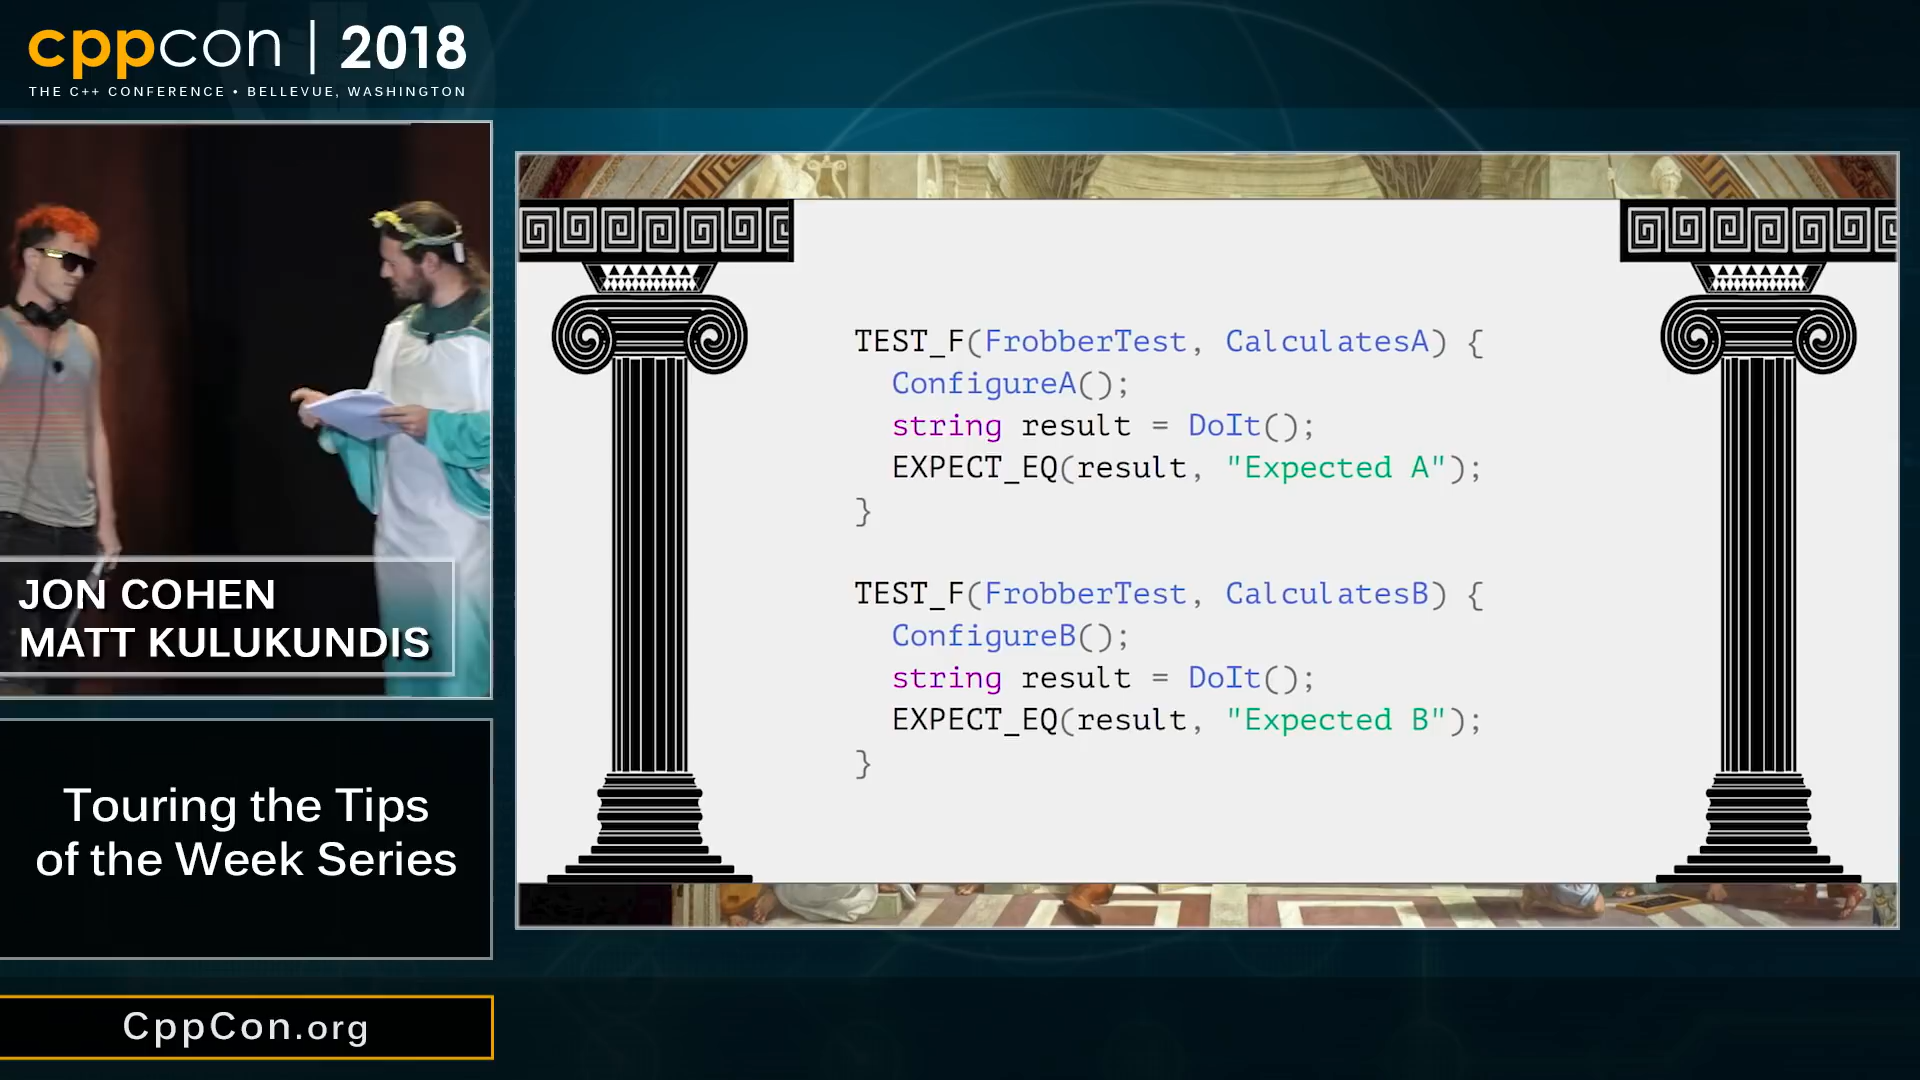 cppcon | 2018
THE C++ CONFERENCE • BELLEVUE, WASHINGTON
JON COHEN
MATT KULUKUNDIS
Touring the Tips
of the Week Series
CppCon.org
TEST_F(FrobberTest, CalculatesA) {
  ConfigureA();
  string result = DoIt();
  EXPECT_EQ(result, "Expected A");
}
TEST_F(FrobberTest, CalculatesB) {
  ConfigureB();
  string result = DoIt();
  EXPECT_EQ(result, "Expected B");
}